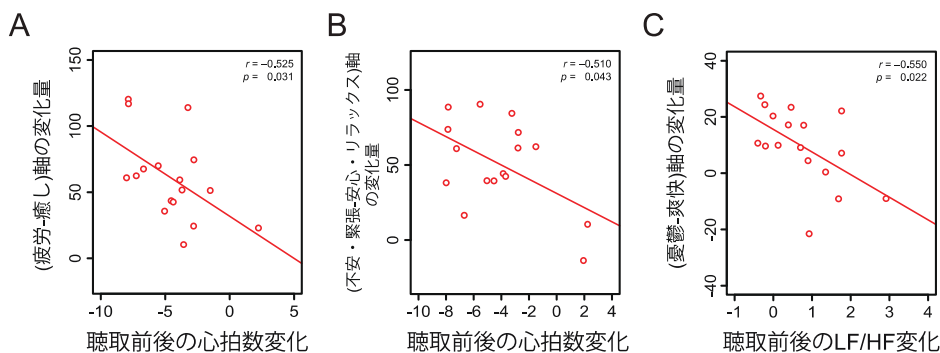 A
(疲労-癒し)軸の変化量
150
100
50
0
r = −0.525
p = 0.031
-10
-5
0
5
聴取前後の心拍数変化
B
(不安・緊張-安心・リラックス)軸
の変化量
100
50
0
r = −0.510
p = 0.043
-10
-8
-6
-4
-2
0
2
4
聴取前後の心拍数変化
C
(憂鬱-爽快)軸の変化量
40
20
0
-20
-40
r = −0.550
p = 0.022
-1
0
1
2
3
4
聴取前後のLF/HF変化